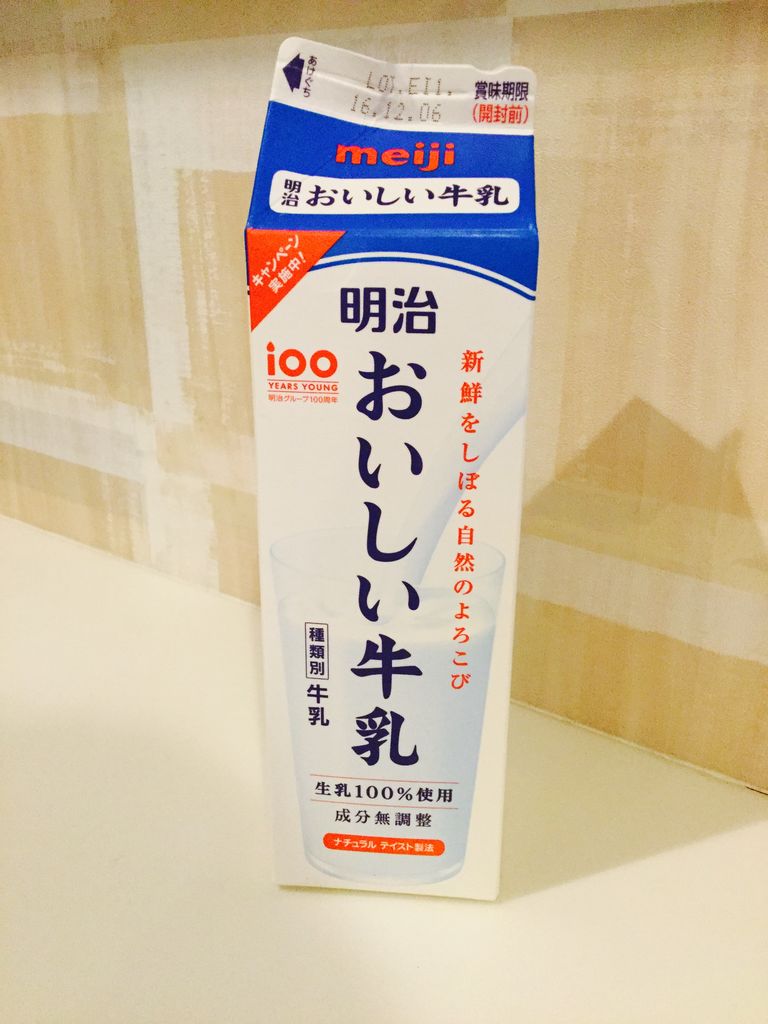 あけぐち
LOT.EI1.
16.12.06
賞味期限
(開封前)
meiji
明治
おいしい牛乳
キャンペーン
実施中!
明治
おいしい牛乳
100
YEARS YOUNG
明治グループ100周年
新鮮をしぼる自然のよろこび
種類別
牛乳
生乳100%使用
成分無調整
ナチュラル テイスト製法